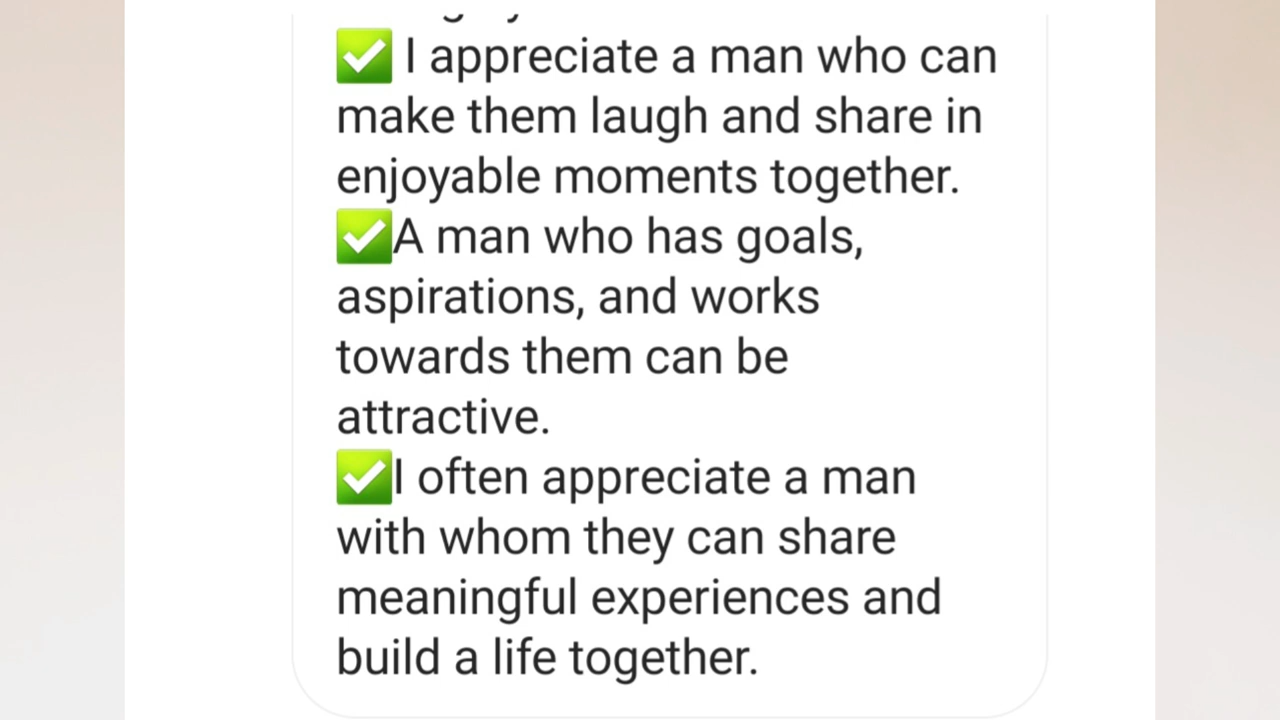 ✅ I appreciate a man who can
make them laugh and share in
enjoyable moments together.
✅A man who has goals,
aspirations, and works
towards them can be
attractive.
✅I often appreciate a man
with whom they can share
meaningful experiences and
build a life together.